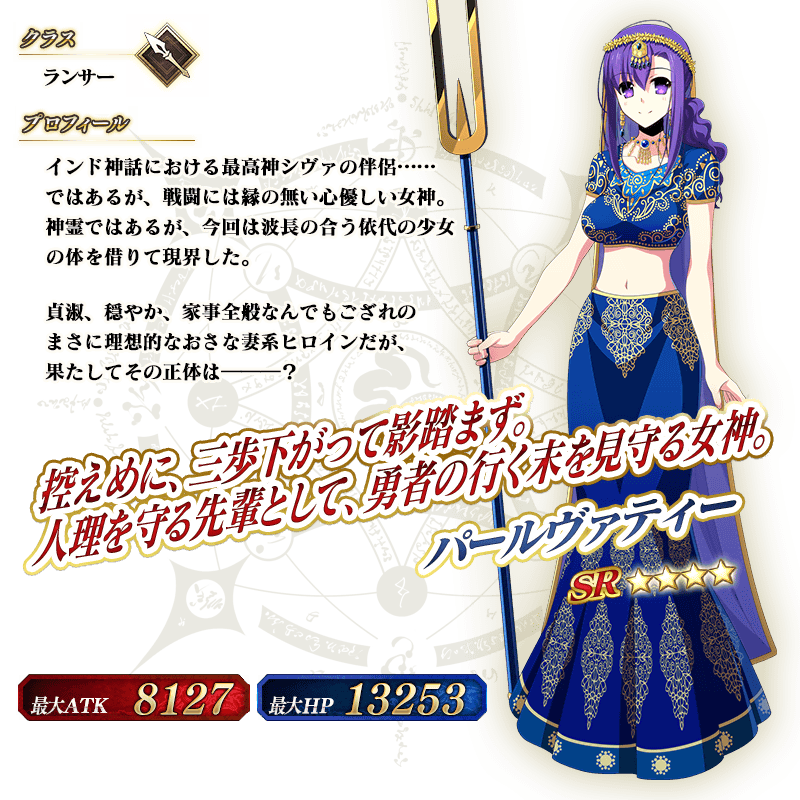 クラス
ランサー
プロフィール
インド神話における最高神シヴァの伴侶……
ではあるが、戦闘には縁の無い心優しい女神。
神霊ではあるが、今回は波長の合う依代の少女
の体を借りて現界した。
貞淑、穏やか、家事全般なんでもござれの
まさに理想的なおさな妻系ヒロインだが、
果たしてその正体は———？
控えめに、三歩下がって影踏まず。
人理を守る先輩として、勇者の行く末を見守る女神。
パールヴァティー
SR
最大ATK 8127
最大HP 13253